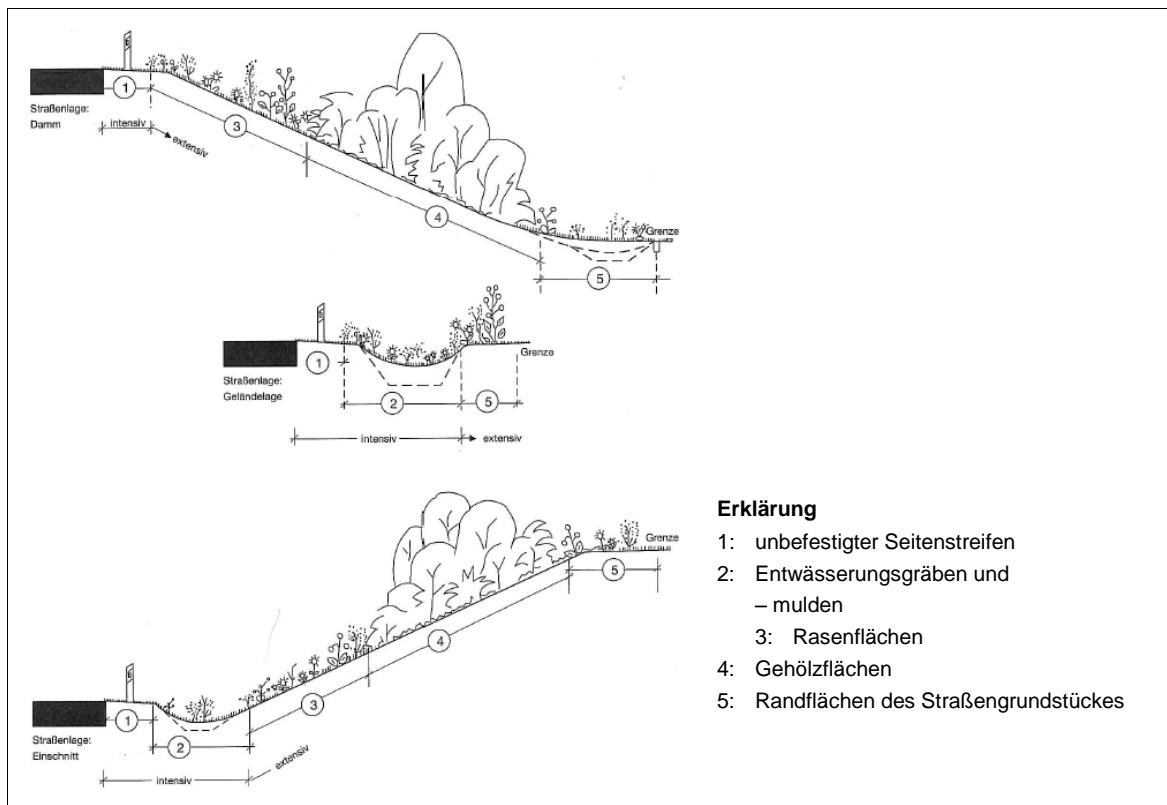 1
Straßenlage:
Damm
intensiv
extensiv
3
4
Grenze
5
1
Straßenlage:
Geländelage
Grenze
2
5
intensiv
extensiv
Grenze
5
4
3
1
2
Straßenlage:
Einschnitt
intensiv
extensiv
Erklärung
1: unbefestigter Seitenstreifen
2: Entwässerungsgräben und
– mulden
3: Rasenflächen
4: Gehölzflächen
5: Randflächen des Straßengrundstückes